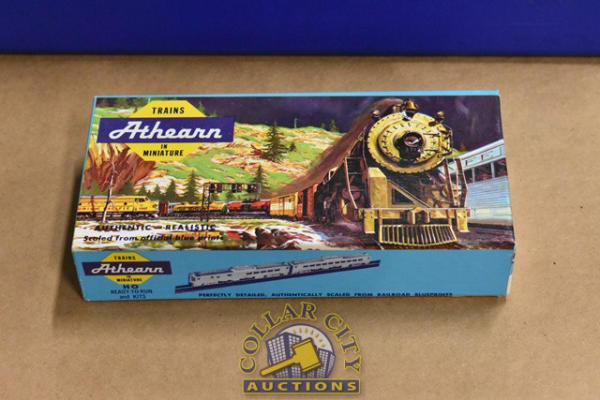 TRAINS
Athearn
IN
MINIATURE
AUTHENTIC - REALISTIC
Scaled from official blue prints
TRAINS
Athearn
IN
MINIATURE
HO
READY-TO-RUN
and KITS
PERFECTLY DETAILED, AUTHENTICALLY SCALED FROM RAILROAD BLUEPRINTS
COLLAR CITY
AUCTIONS